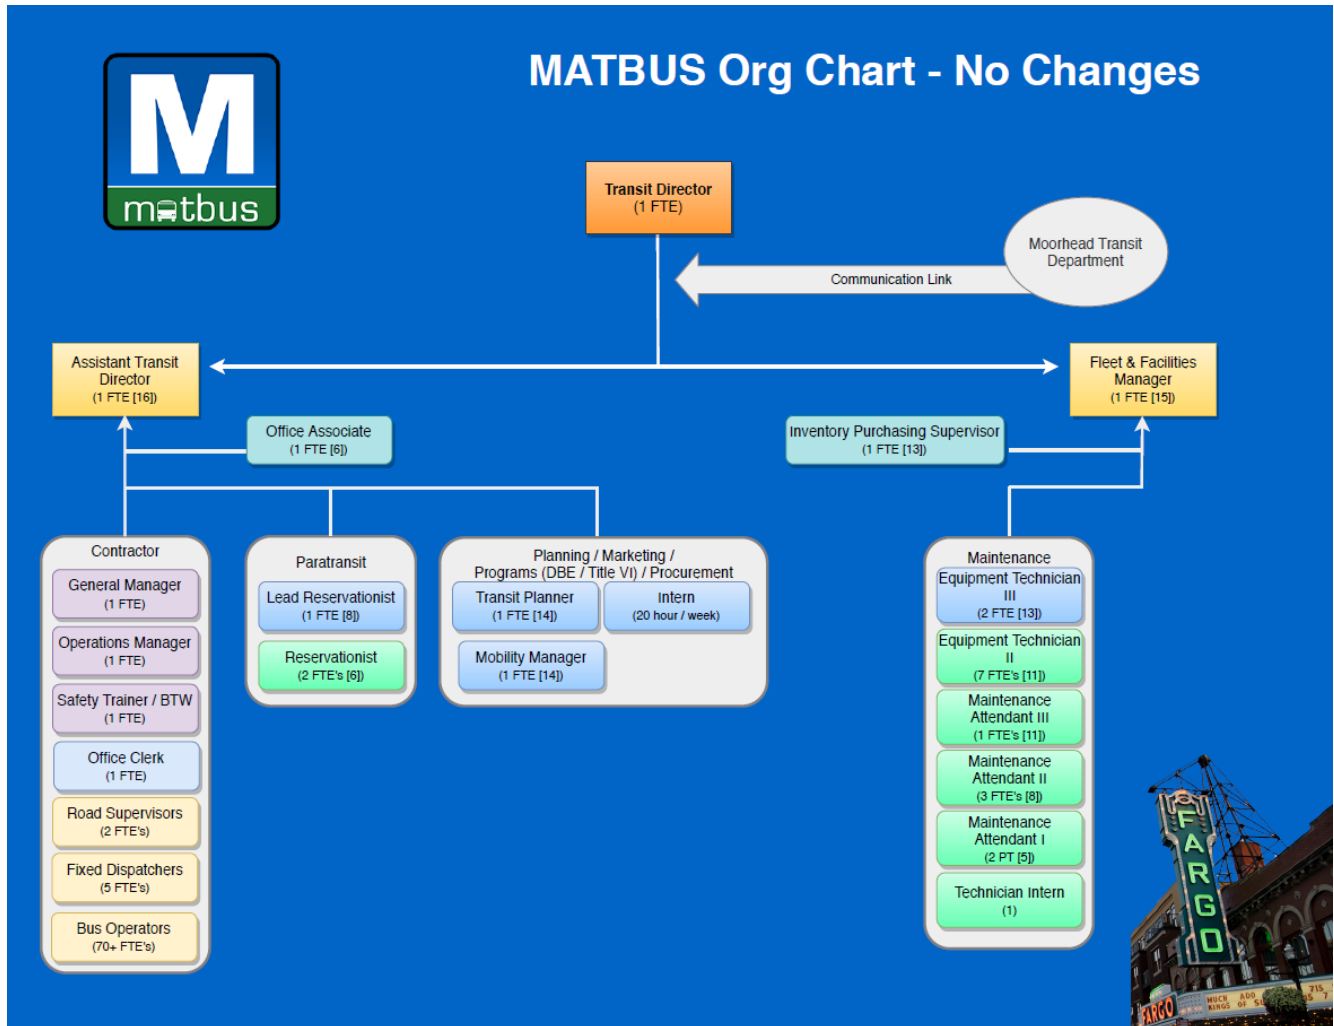 MATBUS Org Chart - No Changes
M
matbus
Transit Director
(1 FTE)
Moorhead Transit
Department
Communication Link
Assistant Transit
Director
(1 FTE [16])
Fleet & Facilities
Manager
(1 FTE [15])
Office Associate
(1 FTE [6])
Inventory Purchasing Supervisor
(1 FTE [13])
Contractor
General Manager
(1 FTE)
Operations Manager
(1 FTE)
Safety Trainer / BTW
(1 FTE)
Office Clerk
(1 FTE)
Road Supervisors
(2 FTE's)
Fixed Dispatchers
(5 FTE's)
Bus Operators
(70+ FTE's)
Paratransit
Lead Reservationist
(1 FTE [8])
Reservationist
(2 FTE's [6])
Planning / Marketing /
Programs (DBE / Title VI) / Procurement
Transit Planner
(1 FTE [14])
Intern
(20 hour / week)
Mobility Manager
(1 FTE [14])
Maintenance
Equipment Technician
III
(2 FTE [13])
Equipment Technician
II
(7 FTE's [11])
Maintenance
Attendant III
(1 FTE's [11])
Maintenance
Attendant II
(3 FTE's [8])
Maintenance
Attendant I
(2 PT [5])
Technician Intern
(1)
FARGO
FARGO
MUCH ADO
KINGS OF
715